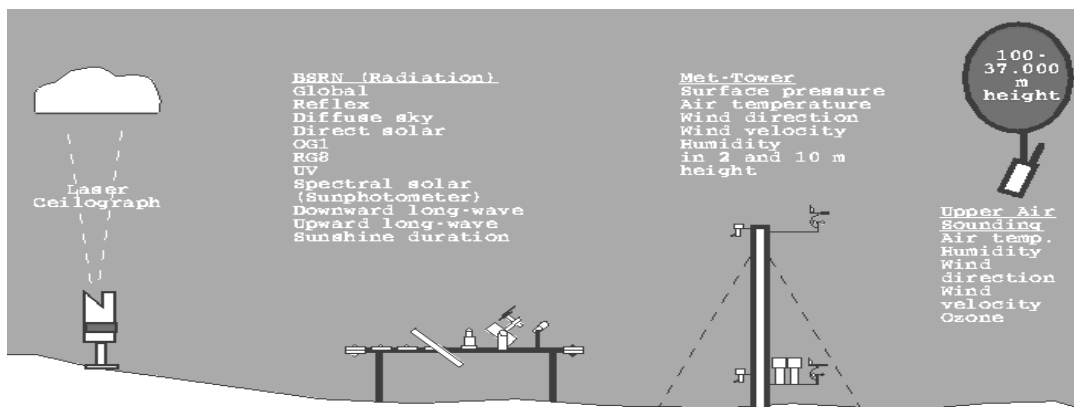 Laser
Ceilograph
BSRN (Radiation)
Global
Reflex
Diffuse sky
Direct solar
OG1
RG8
UV
Spectral solar
(Sunphotometer)
Downward long-wave
Upward long-wave
Sunshine duration
Met-Tower
Surface pressure
Air temperature
Wind direction
Wind velocity
Humidity
in 2 and 10 m
height
100-
37.000
m
height
Upper Air
Sounding
Air temp.
Humidity
Wind
direction
Wind
velocity
Ozone